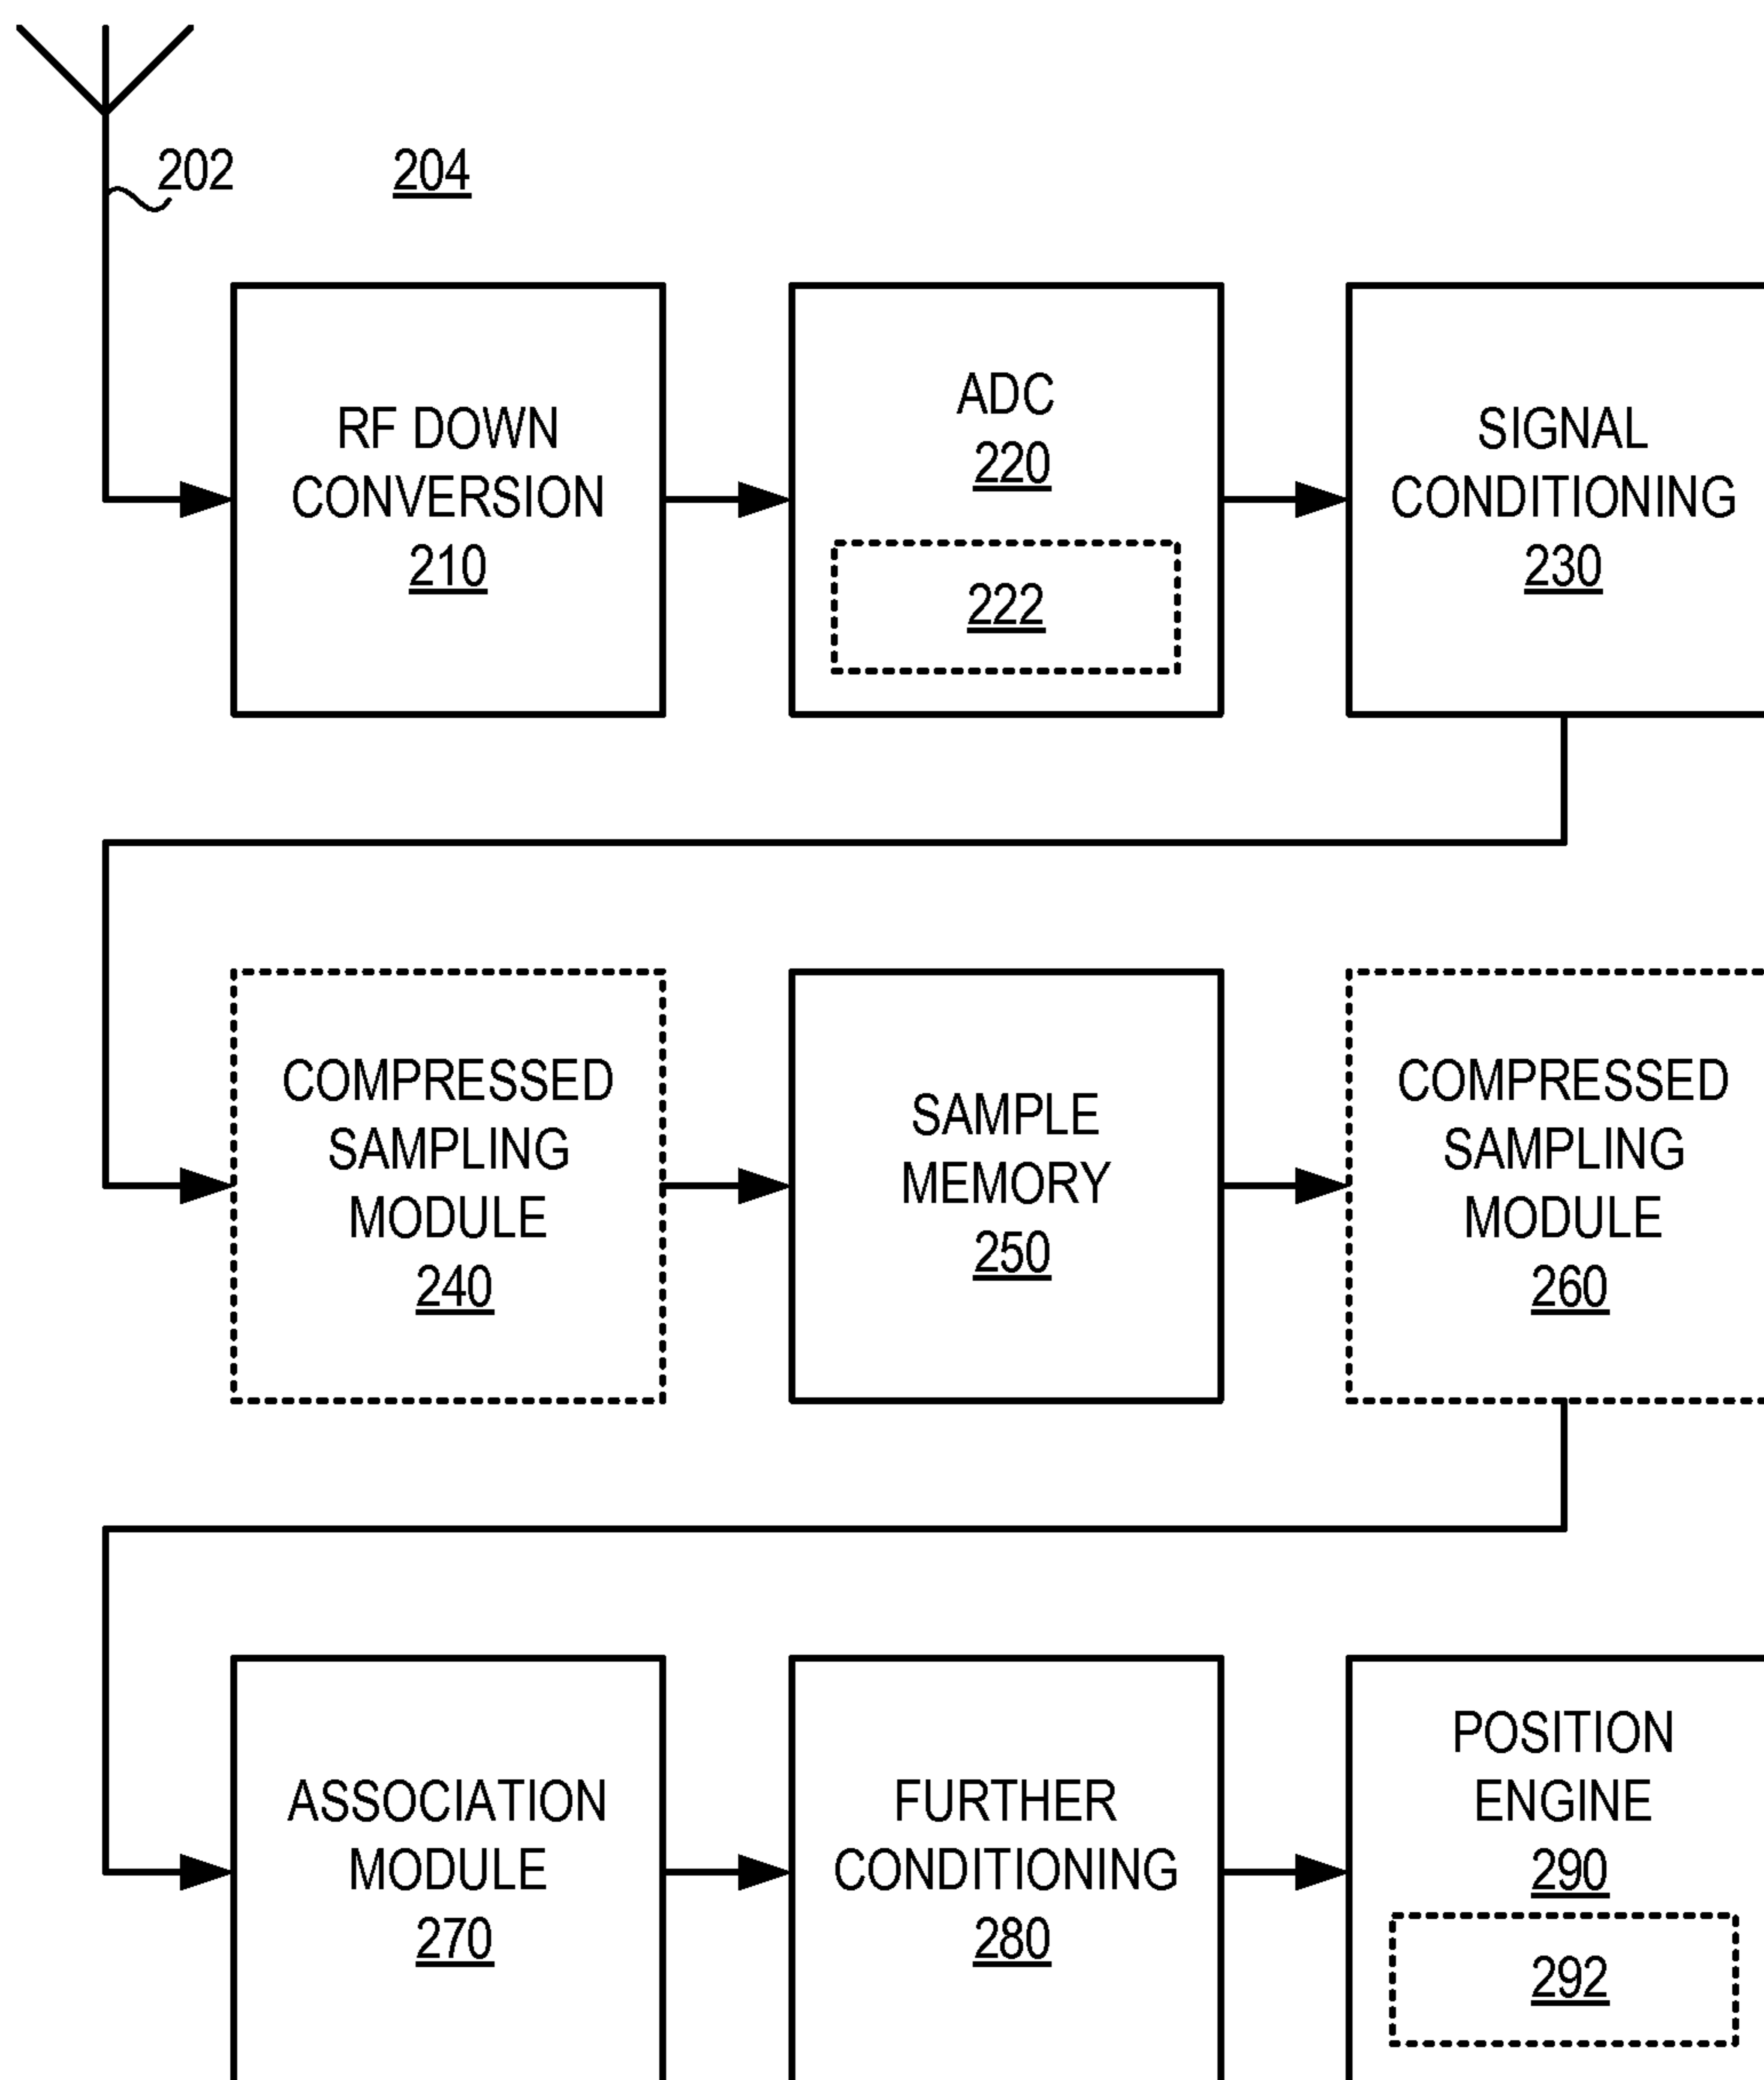 202
204
RF DOWN
CONVERSION
210
ADC
220
222
SIGNAL
CONDITIONING
230
COMPRESSED
SAMPLING
MODULE
240
SAMPLE
MEMORY
250
COMPRESSED
SAMPLING
MODULE
260
ASSOCIATION
MODULE
270
FURTHER
CONDITIONING
280
POSITION
ENGINE
290
292